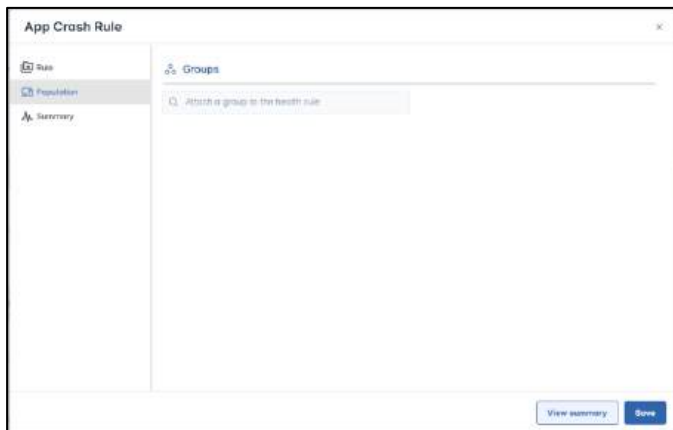 App Crash Rule
Rule
Population
Summary
Groups
Attach a group to the health rule
View summary
Save